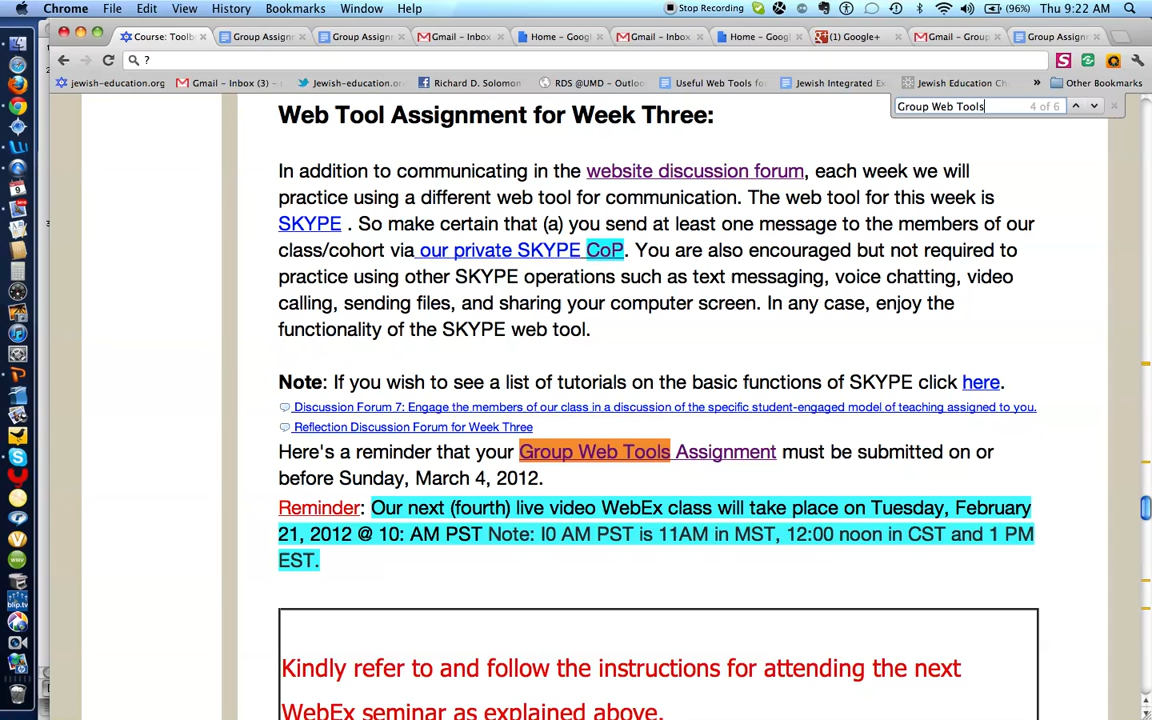 Chrome File Edit View History Bookmarks Window Help Stop Recording (96%) Thu 9:22 AM
Course: Toolb Group Assignr Group Assignr Gmail – Inbox Home – Googl Gmail – Inbox Home – Googl (1) Google+ Gmail – Group Group Assignr
?
jewish-education.org Gmail – Inbox (3) Jewish-education.org Richard D. Solomon RDS @UMD – Outloo Useful Web Tools for Jewish Integrated E Jewish Education Ch » Other Bookmarks
Group Web Tools 4 of 6
Web Tool Assignment for Week Three:
In addition to communicating in the website discussion forum, each week we will
practice using a different web tool for communication. The web tool for this week is
SKYPE . So make certain that (a) you send at least one message to the members of our
class/cohort via our private SKYPE CoP. You are also encouraged but not required to
practice using other SKYPE operations such as text messaging, voice chatting, video
calling, sending files, and sharing your computer screen. In any case, enjoy the
functionality of the SKYPE web tool.
Note: If you wish to see a list of tutorials on the basic functions of SKYPE click here.
Discussion Forum 7: Engage the members of our class in a discussion of the specific student-engaged model of teaching assigned to you.
Reflection Discussion Forum for Week Three
Here's a reminder that your Group Web Tools Assignment must be submitted on or
before Sunday, March 4, 2012.
Reminder: Our next (fourth) live video WebEx class will take place on Tuesday, February
21, 2012 @ 10: AM PST Note: I0 AM PST is 11AM in MST, 12:00 noon in CST and 1 PM
EST.
Kindly refer to and follow the instructions for attending the next
WebEx seminar as explained above.